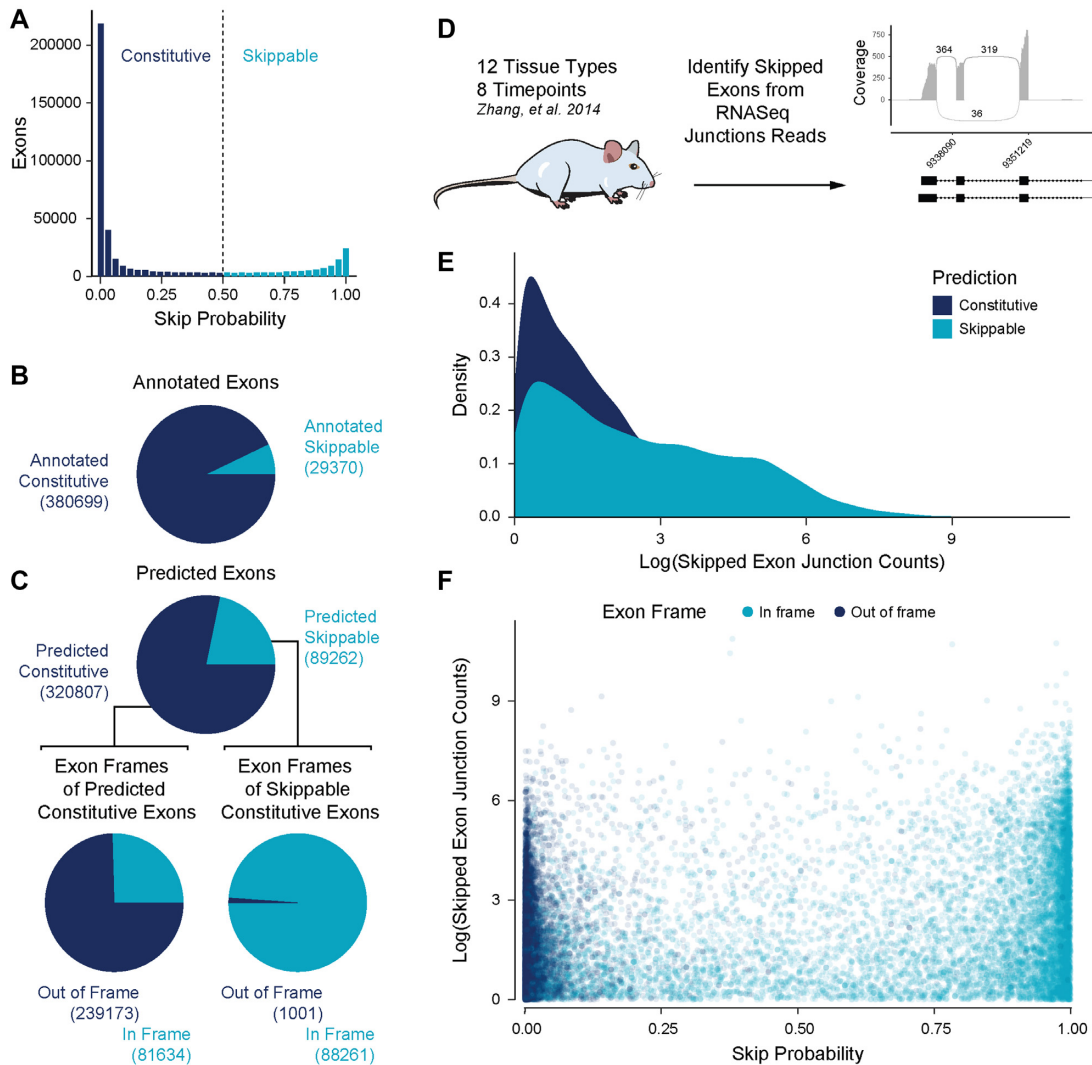 A
200000
150000
100000
50000
0
Exons
Constitutive
Skippable
0.00 0.25 0.50 0.75 1.00
Skip Probability
B
Annotated Exons
Annotated
Constitutive
(380699)
Annotated
Skippable
(29370)
C
Predicted Exons
Predicted
Constitutive
(320807)
Predicted
Skippable
(89262)
Exon Frames
of Predicted
Constitutive Exons
Exon Frames
of Skippable
Constitutive Exons
Out of Frame
(239173)
In Frame
(81634)
Out of Frame
(1001)
In Frame
(88261)
D
12 Tissue Types
8 Timepoints
Zhang, et al. 2014
Identify Skipped
Exons from
RNASeq
Junctions Reads
Coverage
750
500
250
0
364
319
36
9338090
9351219
E
Prediction
Constitutive
Skippable
Density
0.4
0.3
0.2
0.1
0.0
0 3 6 9
Log(Skipped Exon Junction Counts)
F
Exon Frame
In frame
Out of frame
Log(Skipped Exon Junction Counts)
9
6
3
0
0.00 0.25 0.50 0.75 1.00
Skip Probability